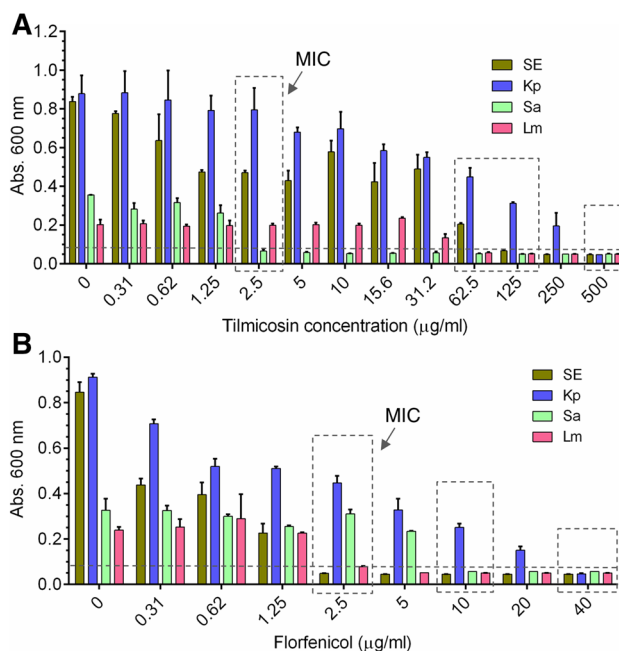 A
1.2
1.0
0.8
0.6
0.4
0.2
0.0
Abs. 600 nm
MIC
SE
Kp
Sa
Lm
0 0.31 0.62 1.25 2.5 5 10 15.6 31.2 62.5 125 250 500
Tilmicosin concentration (μg/ml)
B
1.0
0.8
0.6
0.4
0.2
0.0
Abs. 600 nm
MIC
SE
Kp
Sa
Lm
0 0.31 0.62 1.25 2.5 5 10 20 40
Florfenicol (μg/ml)